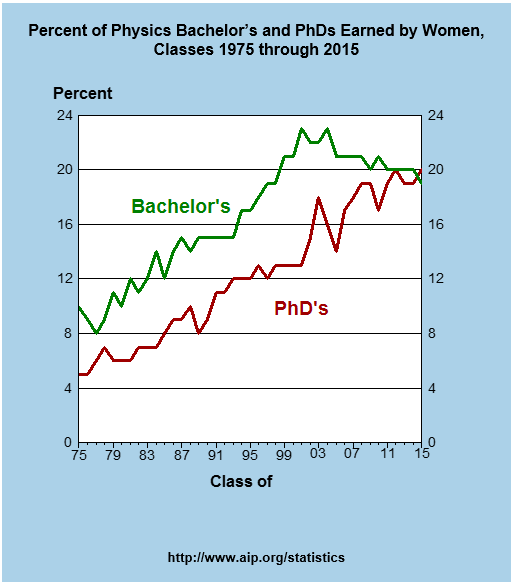 Percent of Physics Bachelor’s and PhDs Earned by Women,
Classes 1975 through 2015
Percent
24 24
20 20
Bachelor's
16 16
12 12
PhD's
8 8
4 4
0 0
75 79 83 87 91 95 99 03 07 11 15
Class of
http://www.aip.org/statistics